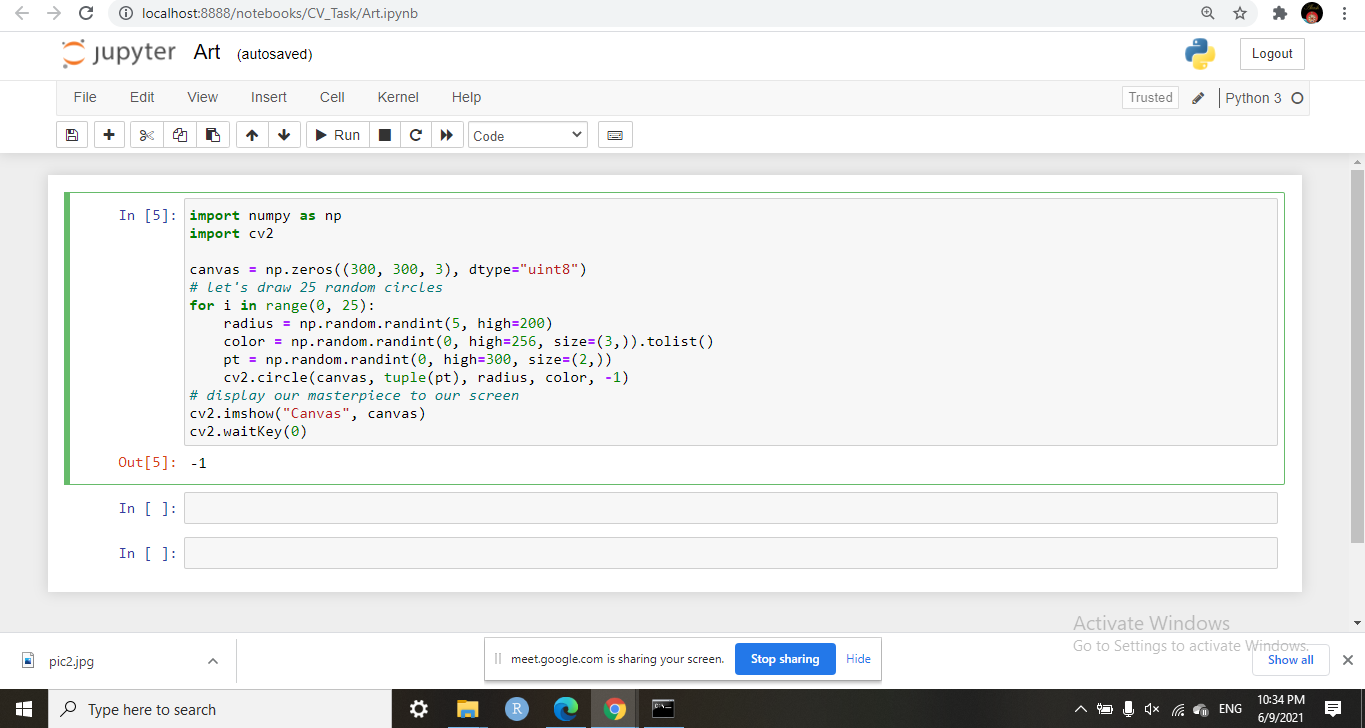 localhost:8888/notebooks/CV_Task/Art.ipynb
jupyter Art (autosaved)
Logout
File Edit View Insert Cell Kernel Help
Trusted Python 3
Run Code
In [5]: import numpy as np
import cv2
canvas = np.zeros((300, 300, 3), dtype="uint8")
# let's draw 25 random circles
for i in range(0, 25):
    radius = np.random.randint(5, high=200)
    color = np.random.randint(0, high=256, size=(3,)).tolist()
    pt = np.random.randint(0, high=300, size=(2,))
    cv2.circle(canvas, tuple(pt), radius, color, -1)
# display our masterpiece to our screen
cv2.imshow("Canvas", canvas)
cv2.waitKey(0)
Out[5]: -1
In [ ]:
In [ ]:
Activate Windows
Go to Settings to activate Windows.
pic2.jpg
meet.google.com is sharing your screen. Stop sharing Hide
Show all
Type here to search
R
ENG
10:34 PM
6/9/2021